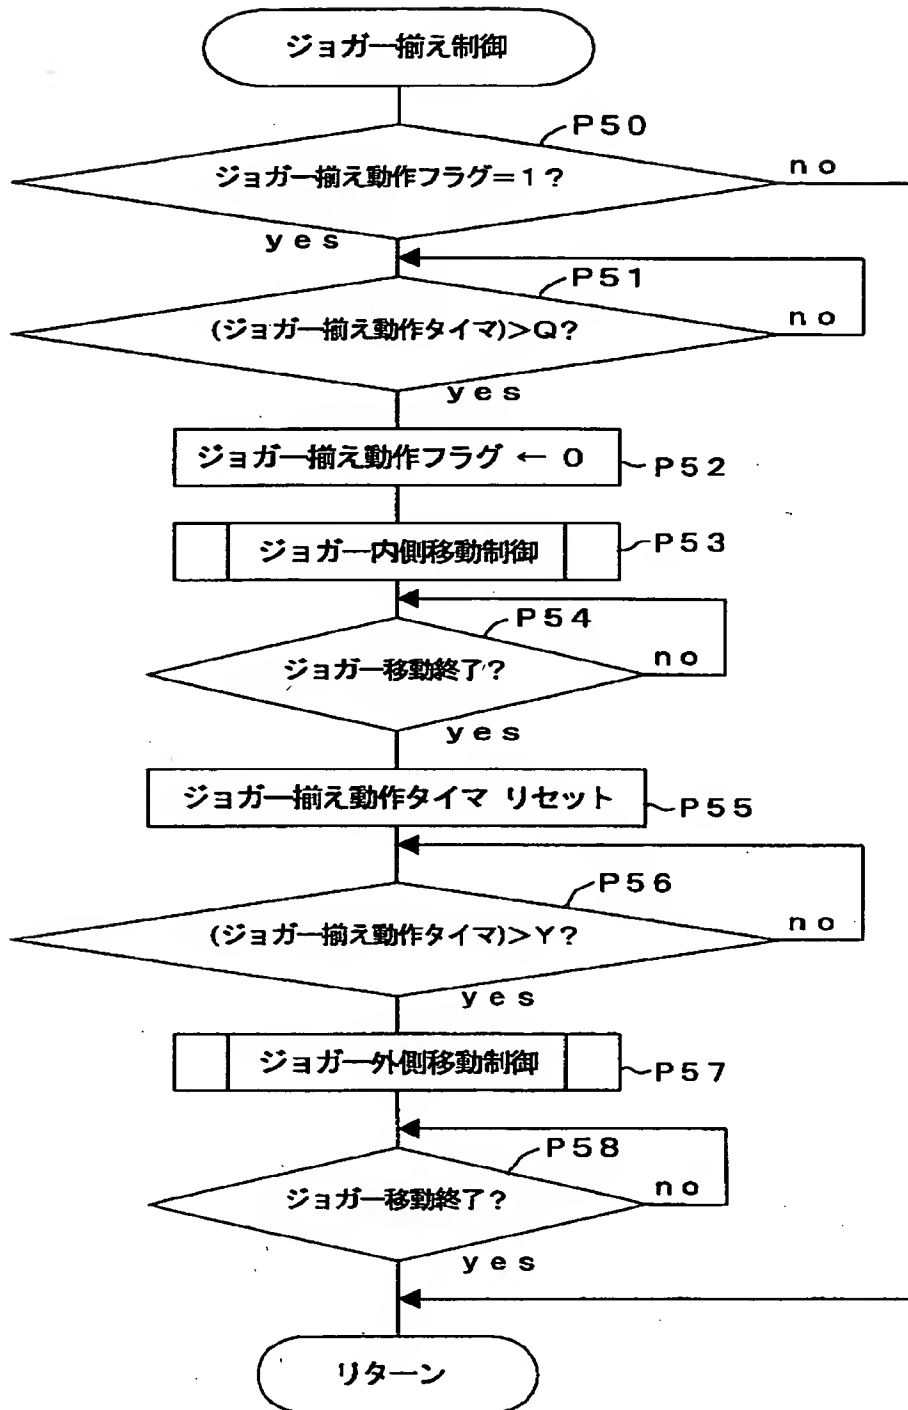 ジョガー揃え制御
P50
ジョガー揃え動作フラグ=1?
no
yes
P51
(ジョガー揃え動作タイマ)>Q?
no
yes
ジョガー揃え動作フラグ ← 0
P52
ジョガー内側移動制御
P53
P54
ジョガー移動終了?
no
yes
ジョガー揃え動作タイマ リセット
P55
P56
(ジョガー揃え動作タイマ)>Y?
no
yes
ジョガー外側移動制御
P57
P58
ジョガー移動終了?
no
yes
リターン